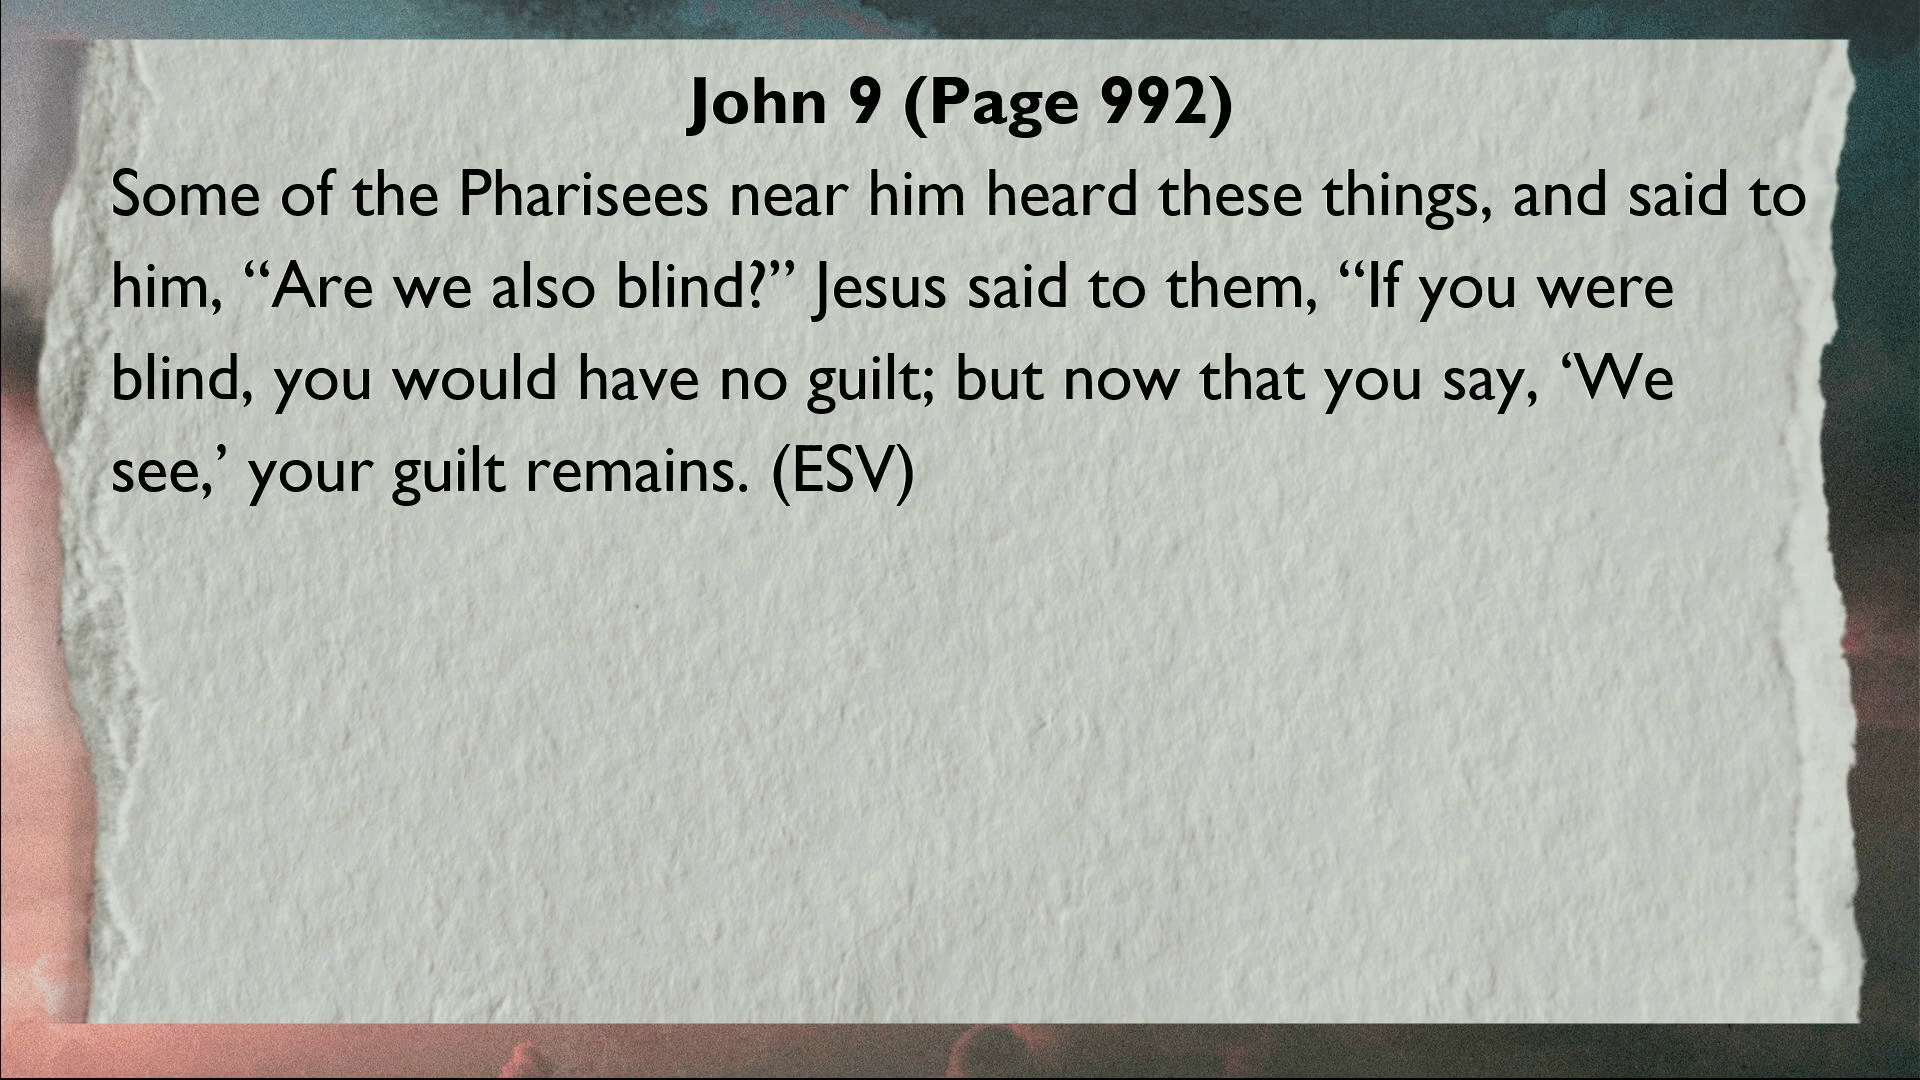 John 9 (Page 992)
Some of the Pharisees near him heard these things, and said to
him, “Are we also blind?” Jesus said to them, “If you were
blind, you would have no guilt; but now that you say, ‘We
see,’ your guilt remains. (ESV)